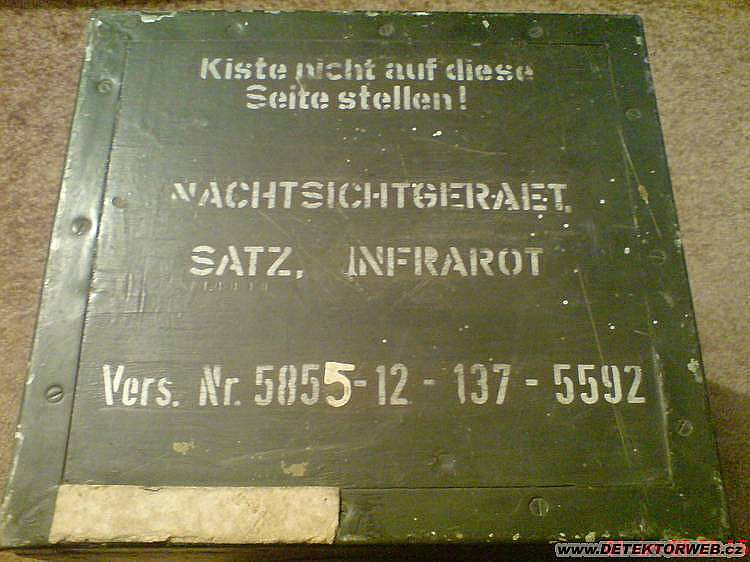 Kiste nicht auf diese
Seite stellen!
NACHTSICHTGERAET,
SATZ, INFRAROT
Vers. Nr. 5855-12-137-5592
www.DETEKTORWEB.cz